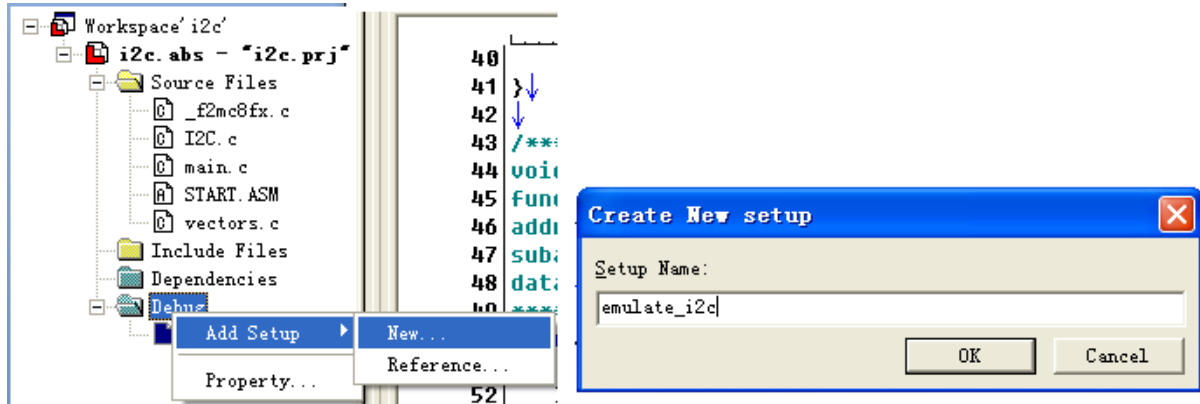 Workspace'i2c'
i2c.abs - "i2c.prj"
Source Files
_f2mc8fx.c
I2C.c
main.c
START.ASM
vectors.c
Include Files
Dependencies
Debug
Add Setup
Property...
New...
Reference...
40
41 }
42
43 /***
44 voi
45 Fun
46 add
47 sub
48 dat
52
Create New setup
Setup Name:
emulate_i2c
OK Cancel